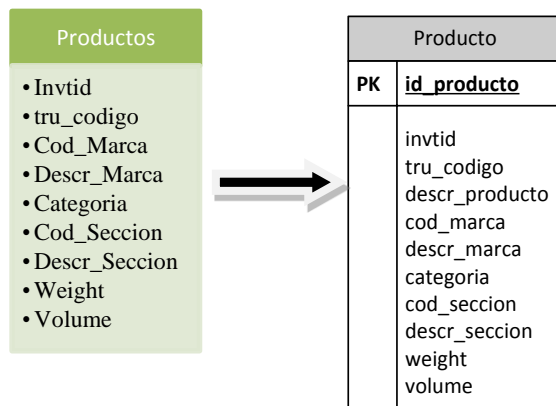 Productos
• Invtid
• tru_codigo
• Cod_Marca
• Descr_Marca
• Categoria
• Cod_Seccion
• Descr_Seccion
• Weight
• Volume
Producto
PK id_producto
invtid
tru_codigo
descr_producto
cod_marca
descr_marca
categoria
cod_seccion
descr_seccion
weight
volume